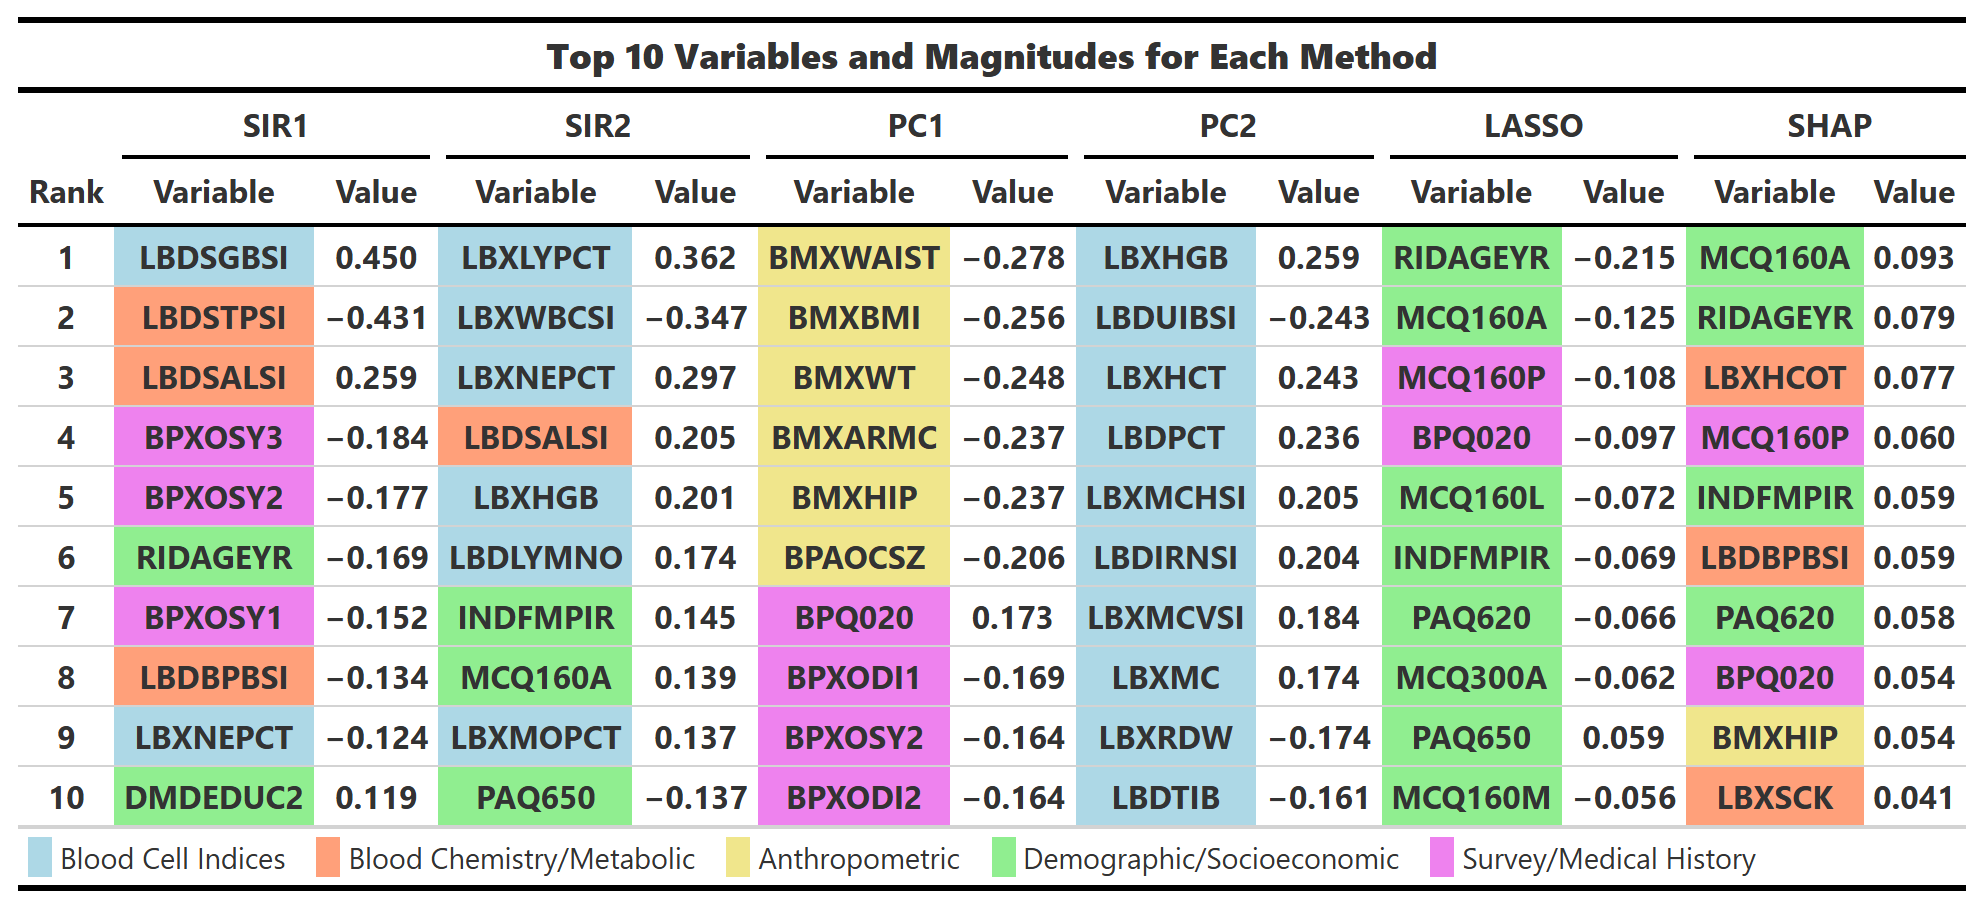 Top 10 Variables and Magnitudes for Each Method
SIR1 SIR2 PC1 PC2 LASSO SHAP
Rank Variable Value Variable Value Variable Value Variable Value Variable Value Variable Value
1 LBDSGBSI 0.450 LBXLYPCT 0.362 BMXWAIST −0.278 LBXHGB 0.259 RIDAGEYR −0.215 MCQ160A 0.093
2 LBDSTPSI −0.431 LBXWBCSI −0.347 BMXBMI −0.256 LBDUIBSI −0.243 MCQ160A −0.125 RIDAGEYR 0.079
3 LBDSALSI 0.259 LBXNEPCT 0.297 BMXWT −0.248 LBXHCT 0.243 MCQ160P −0.108 LBXHCOT 0.077
4 BPXOSY3 −0.184 LBDSALSI 0.205 BMXARMC −0.237 LBDPCT 0.236 BPQ020 −0.097 MCQ160P 0.060
5 BPXOSY2 −0.177 LBXHGB 0.201 BMXHIP −0.237 LBXMCHSI 0.205 MCQ160L −0.072 INDFMPIR 0.059
6 RIDAGEYR −0.169 LBDLYMNO 0.174 BPAOCSZ −0.206 LBDIRNSI 0.204 INDFMPIR −0.069 LBDBPBSI 0.059
7 BPXOSY1 −0.152 INDFMPIR 0.145 BPQ020 0.173 LBXMCVSI 0.184 PAQ620 −0.066 PAQ620 0.058
8 LBDBPBSI −0.134 MCQ160A 0.139 BPXODI1 −0.169 LBXMC 0.174 MCQ300A −0.062 BPQ020 0.054
9 LBXNEPCT −0.124 LBXMOPCT 0.137 BPXOSY2 −0.164 LBXRDW −0.174 PAQ650 0.059 BMXHIP 0.054
10 DMDEDUC2 0.119 PAQ650 −0.137 BPXODI2 −0.164 LBDTIB −0.161 MCQ160M −0.056 LBXSCK 0.041
Blood Cell Indices Blood Chemistry/Metabolic Anthropometric Demographic/Socioeconomic Survey/Medical History